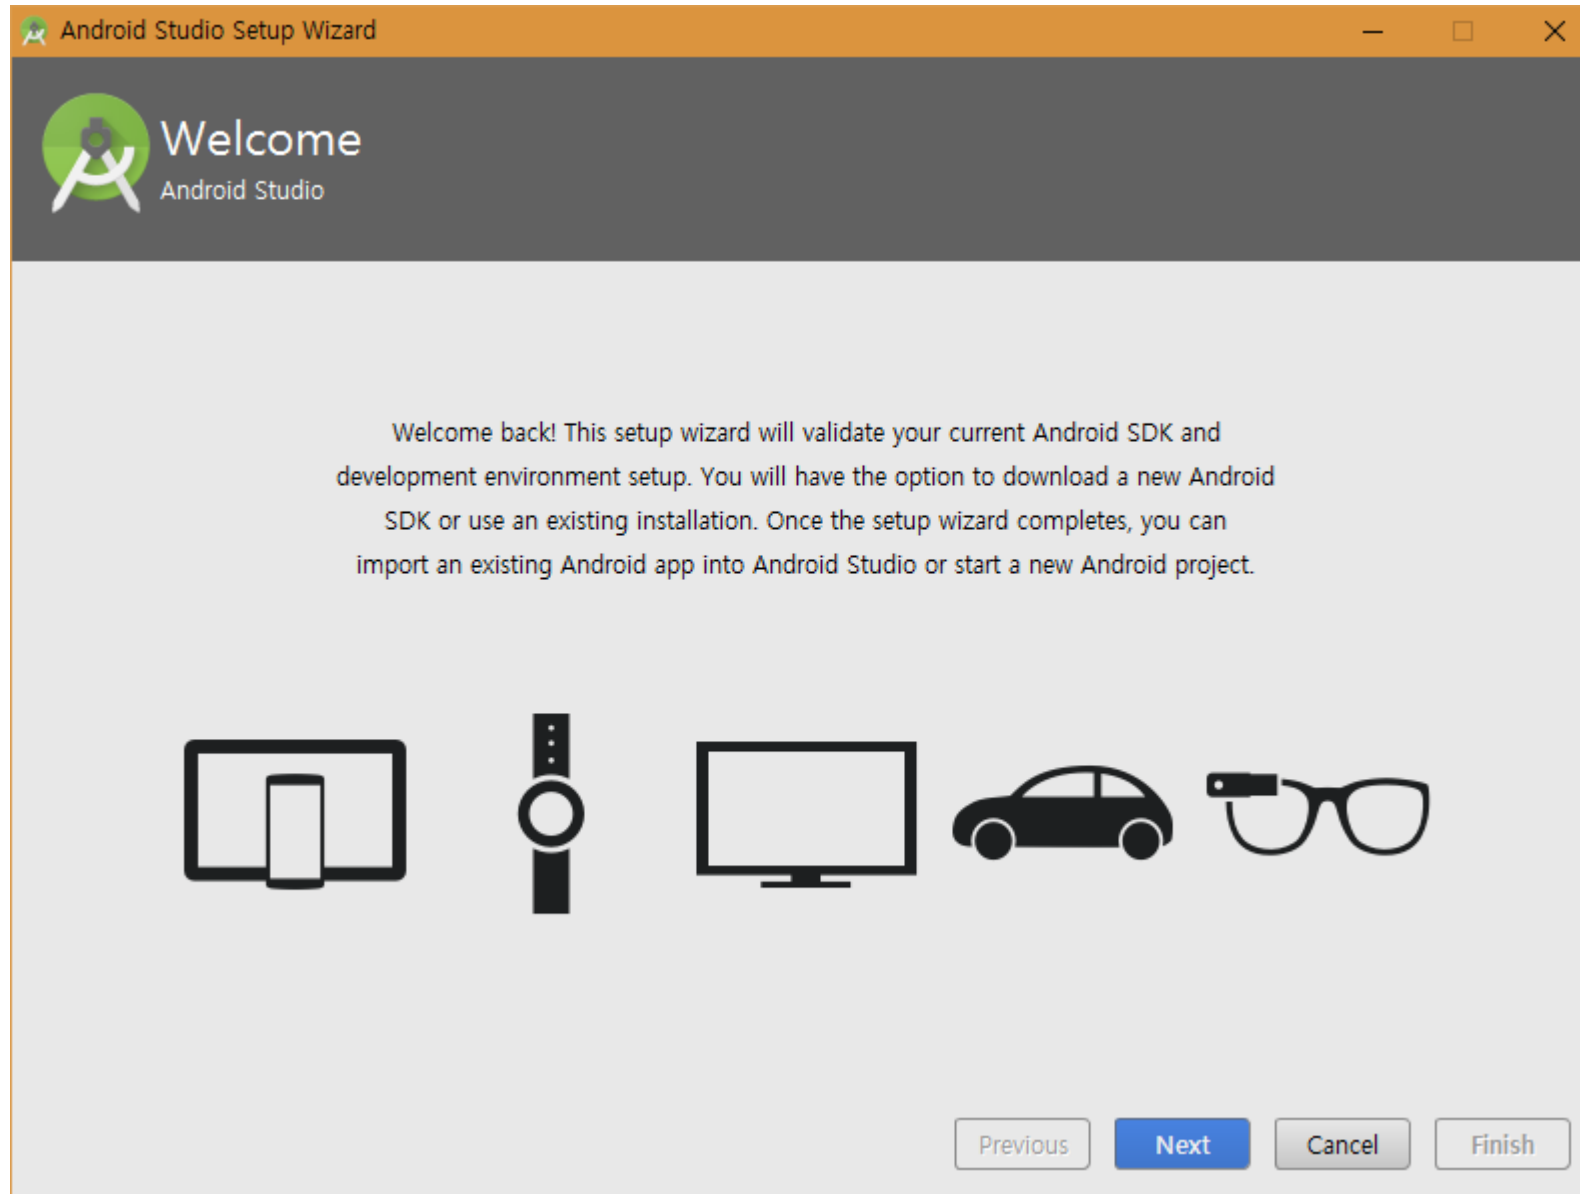 Android Studio Setup Wizard
Welcome
Android Studio
Welcome back! This setup wizard will validate your current Android SDK and
development environment setup. You will have the option to download a new Android
SDK or use an existing installation. Once the setup wizard completes, you can
import an existing Android app into Android Studio or start a new Android project.
Previous Next Cancel Finish